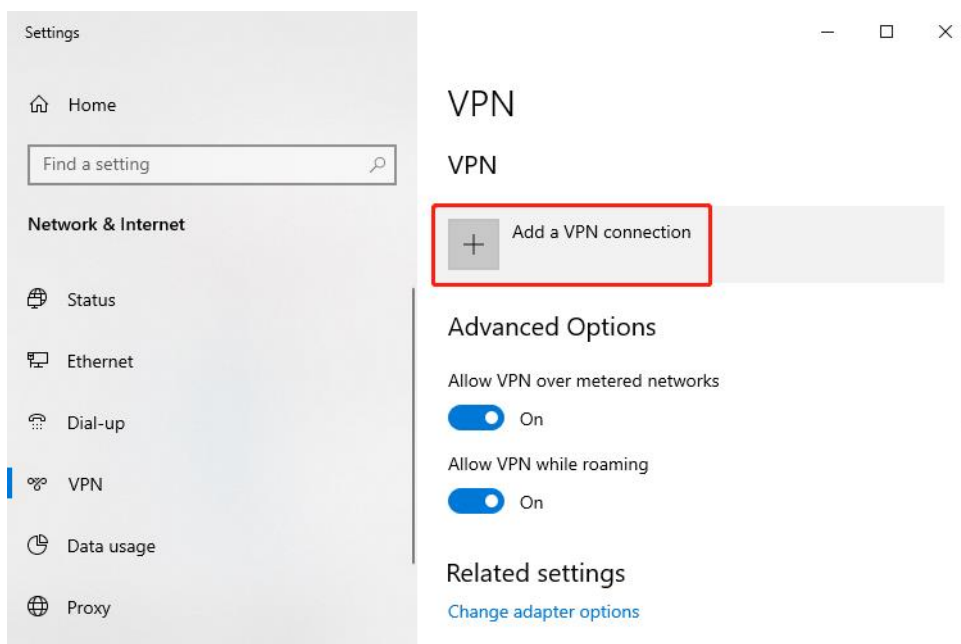 Settings
Home
Find a setting
Network & Internet
Status
Ethernet
Dial-up
VPN
Data usage
Proxy
VPN
VPN
Add a VPN connection
Advanced Options
Allow VPN over metered networks
On
Allow VPN while roaming
On
Related settings
Change adapter options